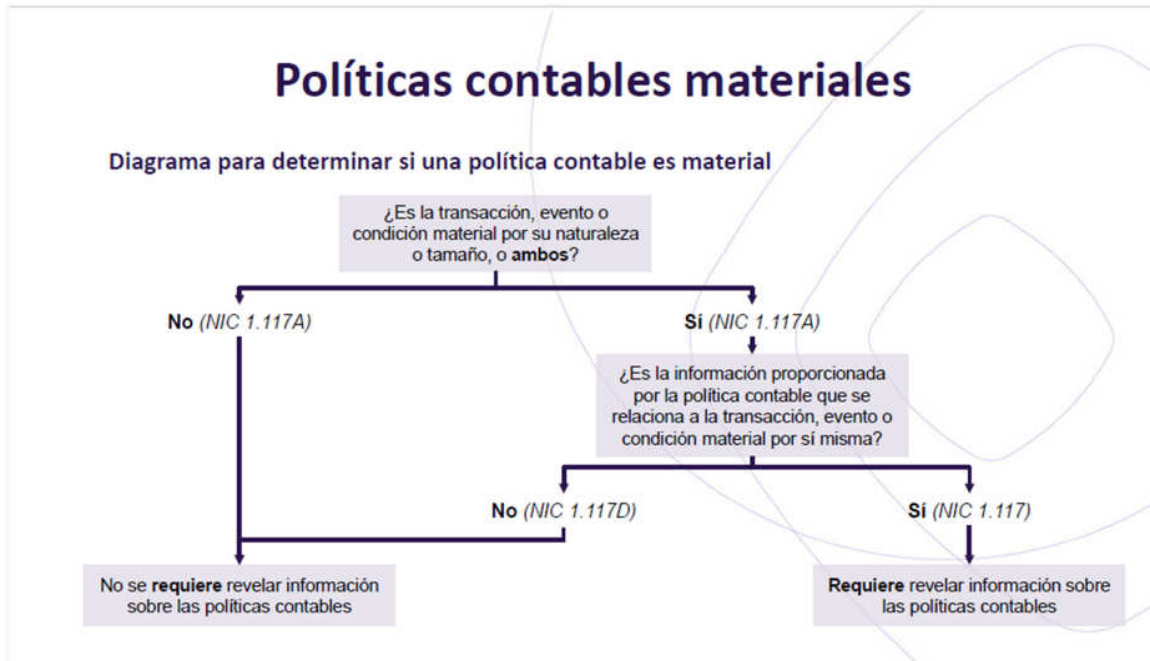 Políticas contables materiales
Diagrama para determinar si una política contable es material
¿Es la transacción, evento o
condición material por su naturaleza
o tamaño, o ambos?
No (NIC 1.117A)
Sí (NIC 1.117A)
¿Es la información proporcionada
por la política contable que se
relaciona a la transacción, evento o
condición material por sí misma?
No (NIC 1.117D)
Sí (NIC 1.117)
No se requiere revelar información
sobre las políticas contables
Requiere revelar información sobre
las políticas contables